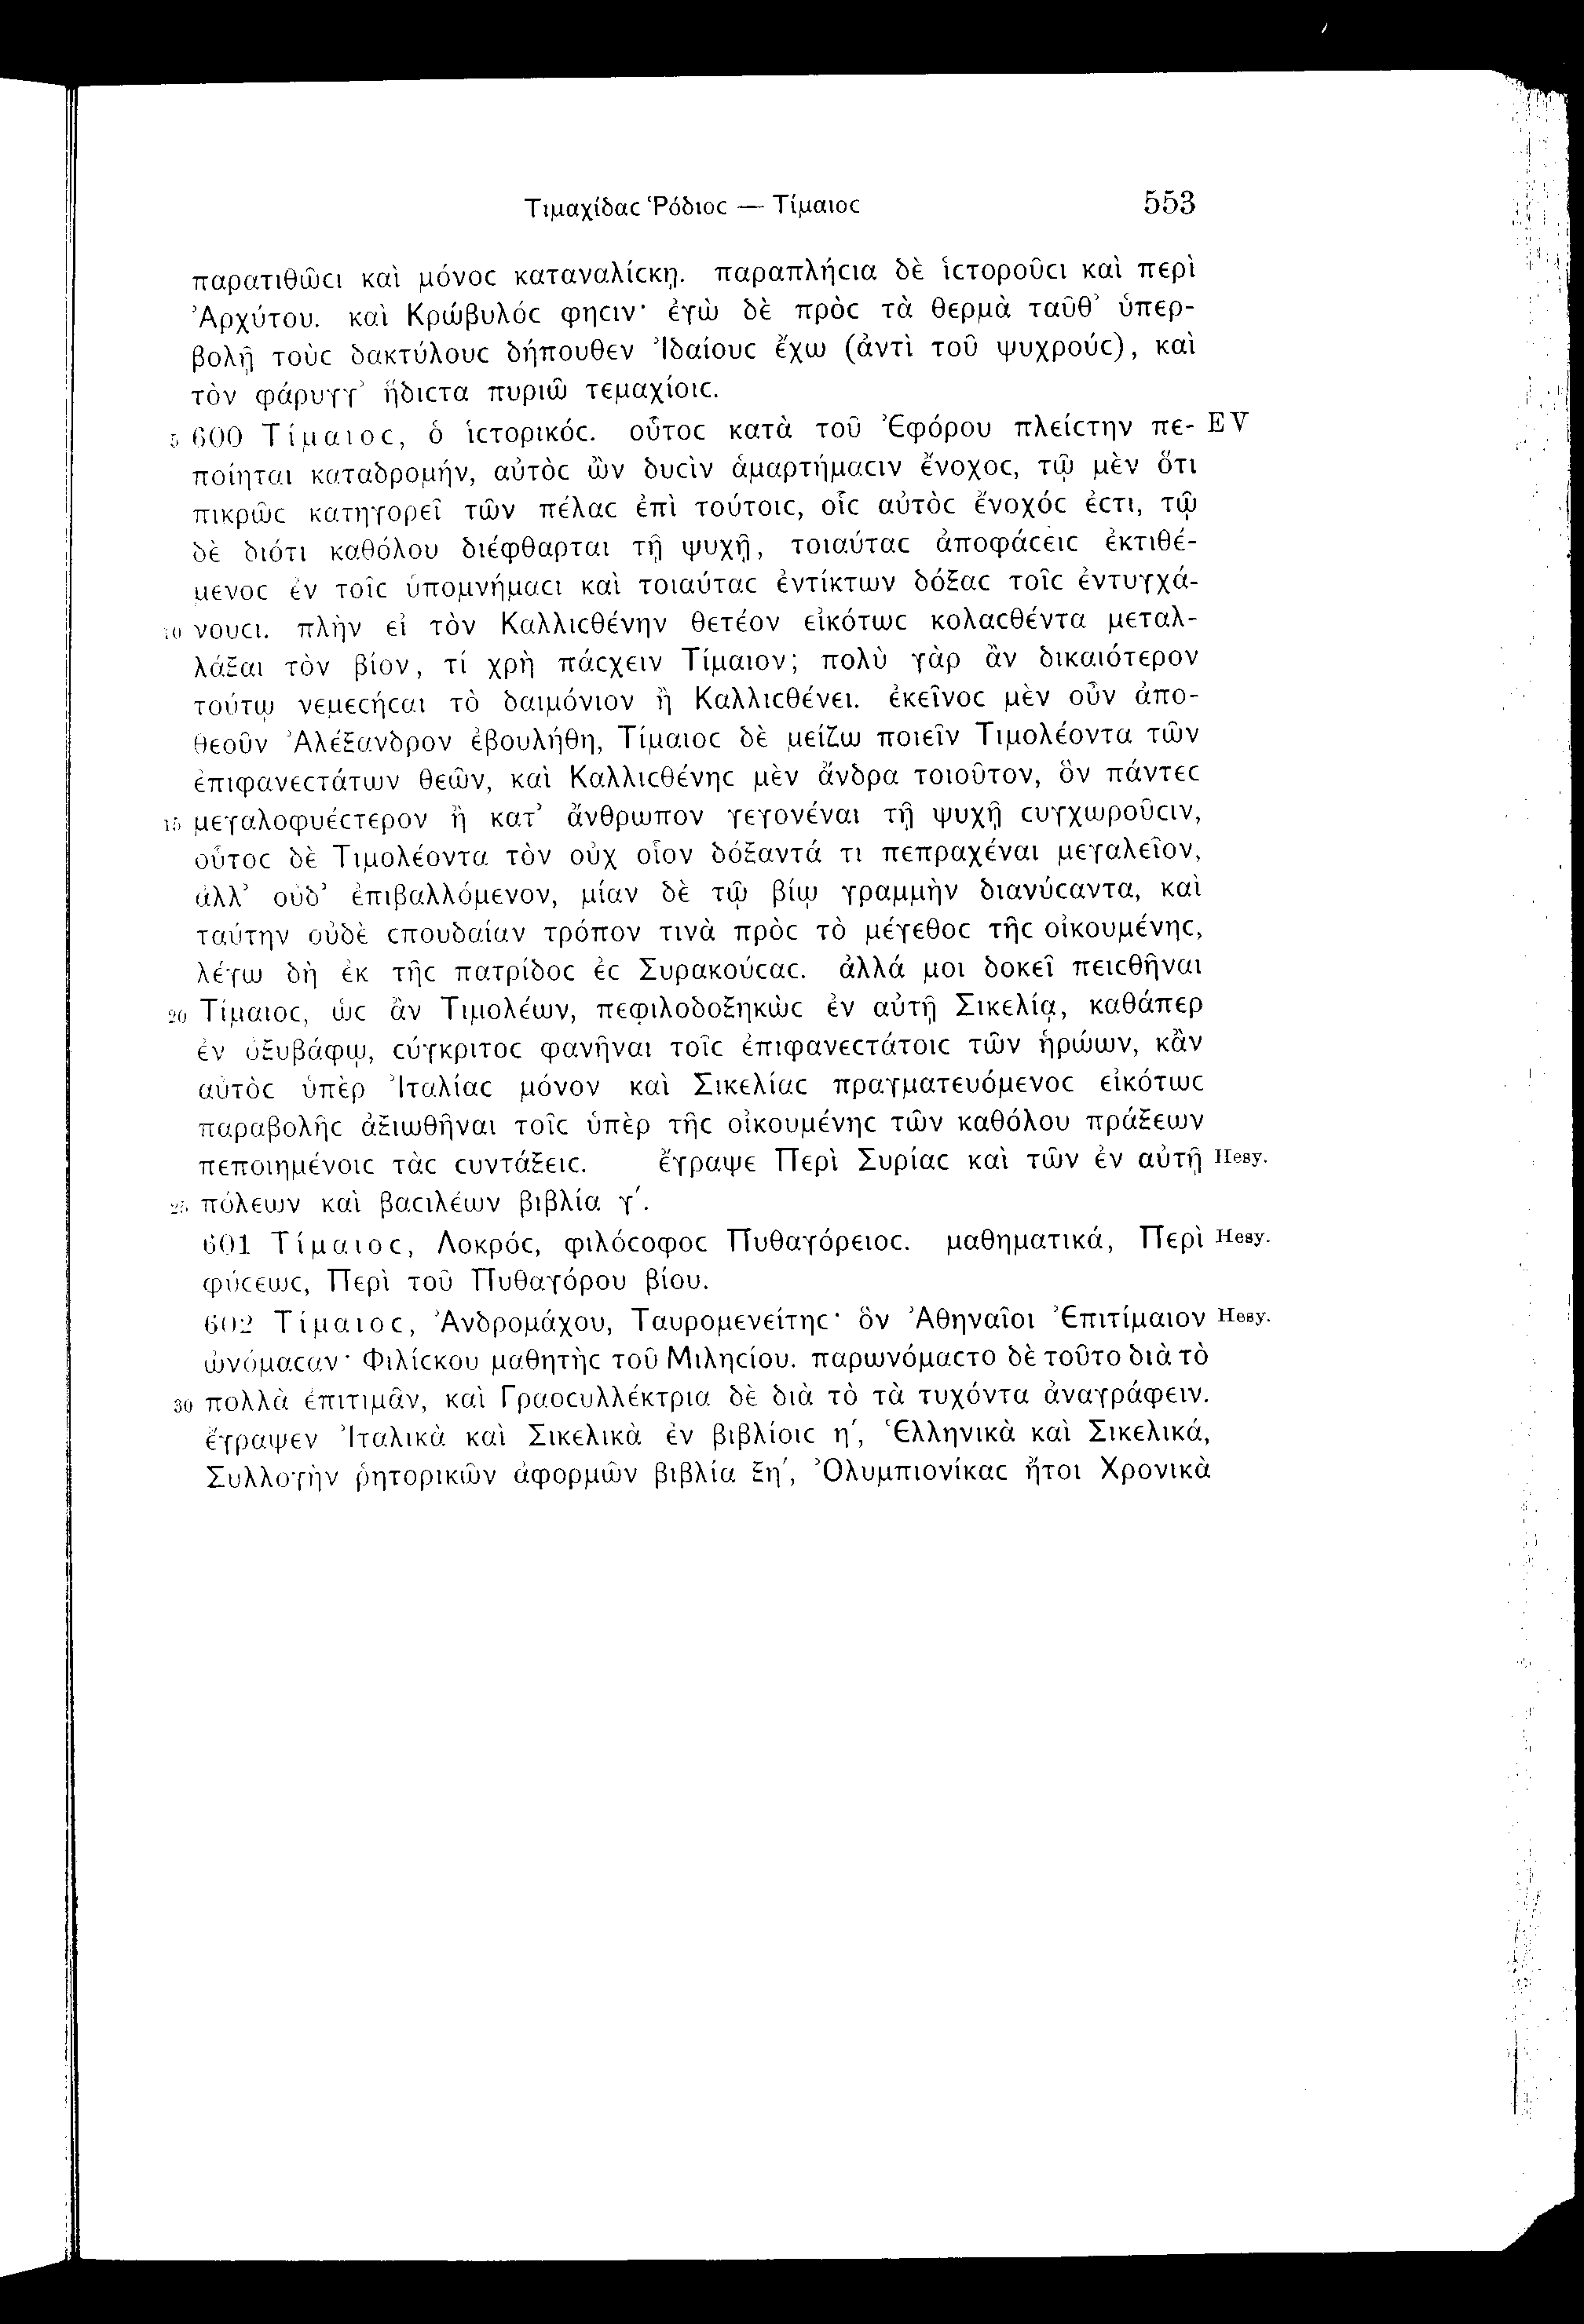 Τιμαχίδας Ῥόδιος — Τίμαιος 553
παρατιθῶϲι καὶ μόνοϲ καταναλίϲκῃ. παραπλήϲια δὲ ἱϲτοροῦϲι καὶ περὶ
Ἀρχύτου. καὶ Κρώβυλόϲ φηϲιν· ἐγὼ δὲ πρὸϲ τὰ θερμὰ ταῦθ’ ὑπερ-
βολῇ τοὺϲ δακτύλουϲ δήπουθεν Ἰδαίουϲ ἔχω (ἀντὶ τοῦ ψυχρούϲ), καὶ
τὸν φάρυγγ’ ἥδιϲτα πυριῶ τεμαχίοιϲ.
5 600 Τίμαιοϲ, ὁ ἱϲτορικόϲ. οὗτοϲ κατὰ τοῦ Ἐφόρου πλείϲτην πε- EV
ποίηται καταδρομήν, αὐτὸϲ ὢν δυϲὶν ἁμαρτήμαϲιν ἔνοχοϲ, τῷ μὲν ὅτι
πικρῶϲ κατηγορεῖ τῶν πέλαϲ ἐπὶ τούτοιϲ, οἷϲ αὐτὸϲ ἔνοχόϲ ἐϲτι, τῷ
δὲ διότι καθόλου διέφθαρται τῇ ψυχῇ, τοιαύταϲ ἀποφάϲειϲ ἐκτιθέ-
μενοϲ ἐν τοῖϲ ὑπομνήμαϲι καὶ τοιαύταϲ ἐντίκτων δόξαϲ τοῖϲ ἐντυγχά-
10 νουϲι. πλὴν εἰ τὸν Καλλιϲθένην θετέον εἰκότωϲ κολαϲθέντα μεταλ-
λάξαι τὸν βίον, τί χρὴ πάϲχειν Τίμαιον; πολὺ γὰρ ἂν δικαιότερον
τούτῳ νεμεϲήϲαι τὸ δαιμόνιον ἢ Καλλιϲθένει. ἐκεῖνοϲ μὲν οὖν ἀπο-
θεοῦν Ἀλέξανδρον ἐβουλήθη, Τίμαιοϲ δὲ μείζω ποιεῖν Τιμολέοντα τῶν
ἐπιφανεϲτάτων θεῶν, καὶ Καλλιϲθένηϲ μὲν ἄνδρα τοιοῦτον, ὃν πάντεϲ
15 μεγαλοφυέϲτερον ἢ κατ’ ἄνθρωπον γεγονέναι τῇ ψυχῇ ϲυγχωροῦϲιν,
οὗτοϲ δὲ Τιμολέοντα τὸν οὐχ οἷον δόξαντά τι πεπραχέναι μεγαλεῖον,
ἀλλ’ οὐδ’ ἐπιβαλλόμενον, μίαν δὲ τῷ βίῳ γραμμὴν διανύϲαντα, καὶ
ταύτην οὐδὲ ϲπουδαίαν τρόπον τινὰ πρὸϲ τὸ μέγεθοϲ τῆϲ οἰκουμένηϲ,
λέγω δὴ ἐκ τῆϲ πατρίδοϲ ἐϲ Συρακούϲαϲ. ἀλλά μοι δοκεῖ πειϲθῆναι
20 Τίμαιοϲ, ὡϲ ἂν Τιμολέων, πεφιλοδοξηκὼϲ ἐν αὐτῇ Σικελίᾳ, καθάπερ
ἐν ὀξυβάφῳ, ϲύγκριτοϲ φανῆναι τοῖϲ ἐπιφανεϲτάτοιϲ τῶν ἡρώων, κἂν
αὐτὸϲ ὑπὲρ Ἰταλίαϲ μόνον καὶ Σικελίαϲ πραγματευόμενοϲ εἰκότωϲ
παραβολῆϲ ἀξιωθῆναι τοῖϲ ὑπὲρ τῆϲ οἰκουμένηϲ τῶν καθόλου πράξεων
πεποιημένοιϲ τὰϲ ϲυντάξειϲ. ἔγραψε Περὶ Συρίαϲ καὶ τῶν ἐν αὐτῇ Hesy.
25 πόλεων καὶ βαϲιλέων βιβλία γʹ.
601 Τίμαιοϲ, Λοκρόϲ, φιλόϲοφοϲ Πυθαγόρειοϲ. μαθηματικά, Περὶ Hesy.
φύϲεωϲ, Περὶ τοῦ Πυθαγόρου βίου.
602 Τίμαιοϲ, Ἀνδρομάχου, Ταυρομενείτηϲ· ὃν Ἀθηναῖοι Ἐπιτίμαιον Hesy.
ὠνόμαϲαν· Φιλίϲκου μαθητὴϲ τοῦ Μιληϲίου. παρωνόμαϲτο δὲ τοῦτο διὰ τὸ
30 πολλὰ ἐπιτιμᾶν, καὶ Γραοϲυλλέκτρια δὲ διὰ τὸ τὰ τυχόντα ἀναγράφειν.
ἔγραψεν Ἰταλικὰ καὶ Σικελικὰ ἐν βιβλίοιϲ ηʹ, Ἑλληνικὰ καὶ Σικελικά,
Συλλογὴν ῥητορικῶν ἀφορμῶν βιβλία ξηʹ, Ὀλυμπιονίκαϲ ἤτοι Χρονικὰ